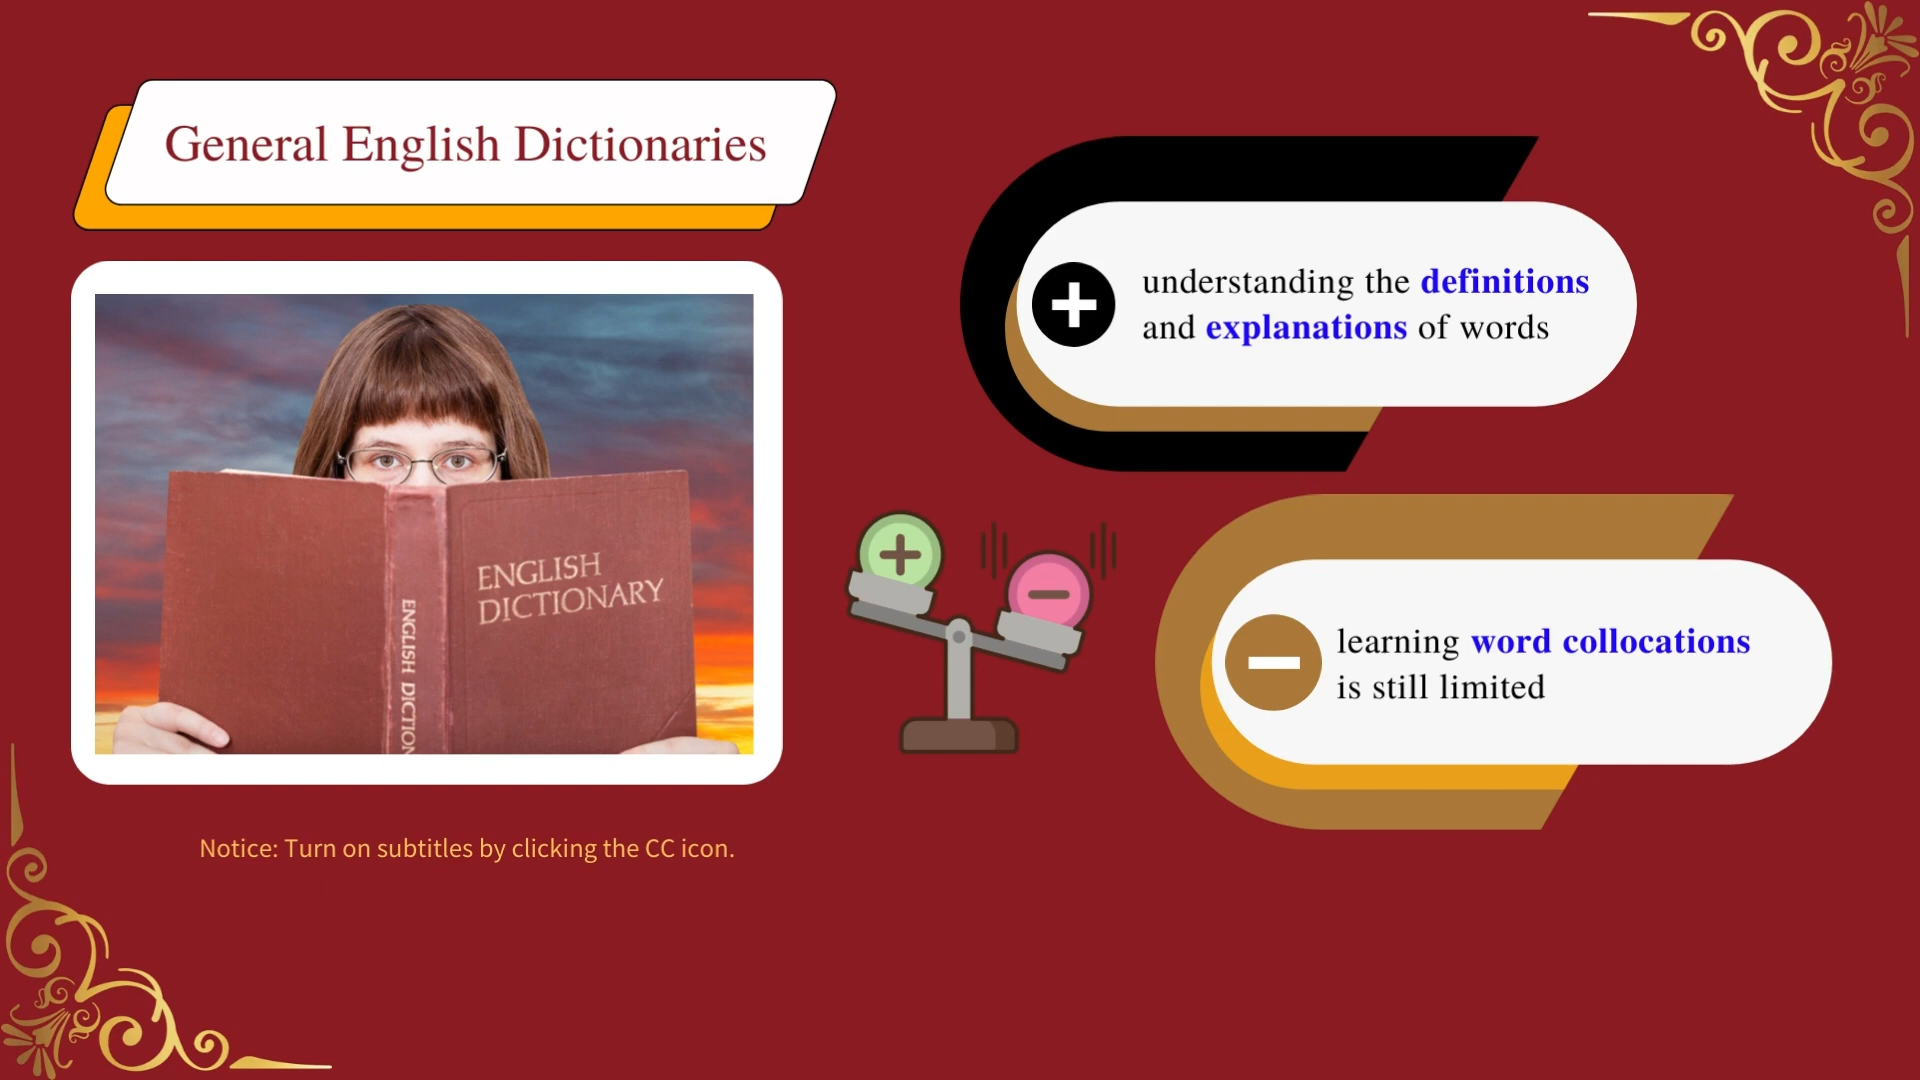 General English Dictionaries
understanding the definitions
and explanations of words
ENGLISH
DICTIONARY
ENGLISH DICTION
learning word collocations
is still limited
Notice: Turn on subtitles by clicking the CC icon.